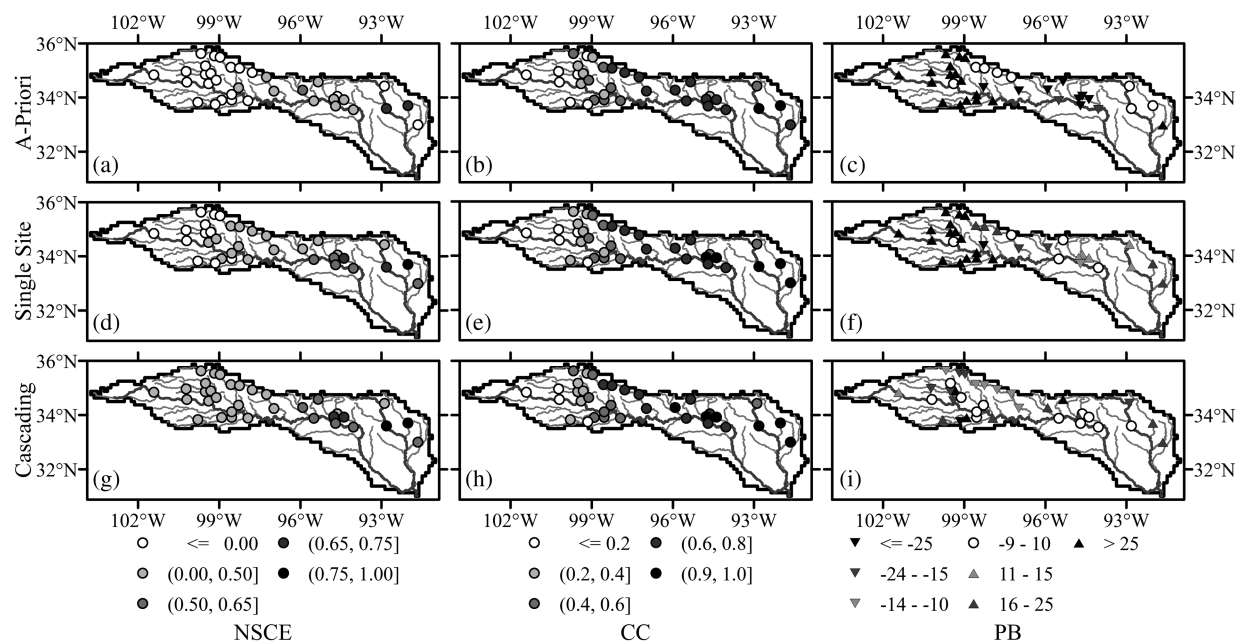 102°W 99°W 96°W 93°W 102°W 99°W 96°W 93°W 102°W 99°W 96°W 93°W
36°N 36°N
A-Priori 34°N 34°N
32°N (a) (b) (c) 32°N
36°N 36°N
Single Site 34°N 34°N
32°N (d) (e) (f) 32°N
36°N 36°N
Cascading 34°N 34°N
32°N (g) (h) (i) 32°N
102°W 99°W 96°W 93°W 102°W 99°W 96°W 93°W 102°W 99°W 96°W 93°W
<= 0.00 (0.65, 0.75] <= 0.2 (0.6, 0.8] <= -25 -9 - 10 > 25
(0.00, 0.50] (0.75, 1.00] (0.2, 0.4] (0.9, 1.0] -24 - -15 11 - 15
(0.50, 0.65] (0.4, 0.6] -14 - -10 16 - 25
NSCE CC PB